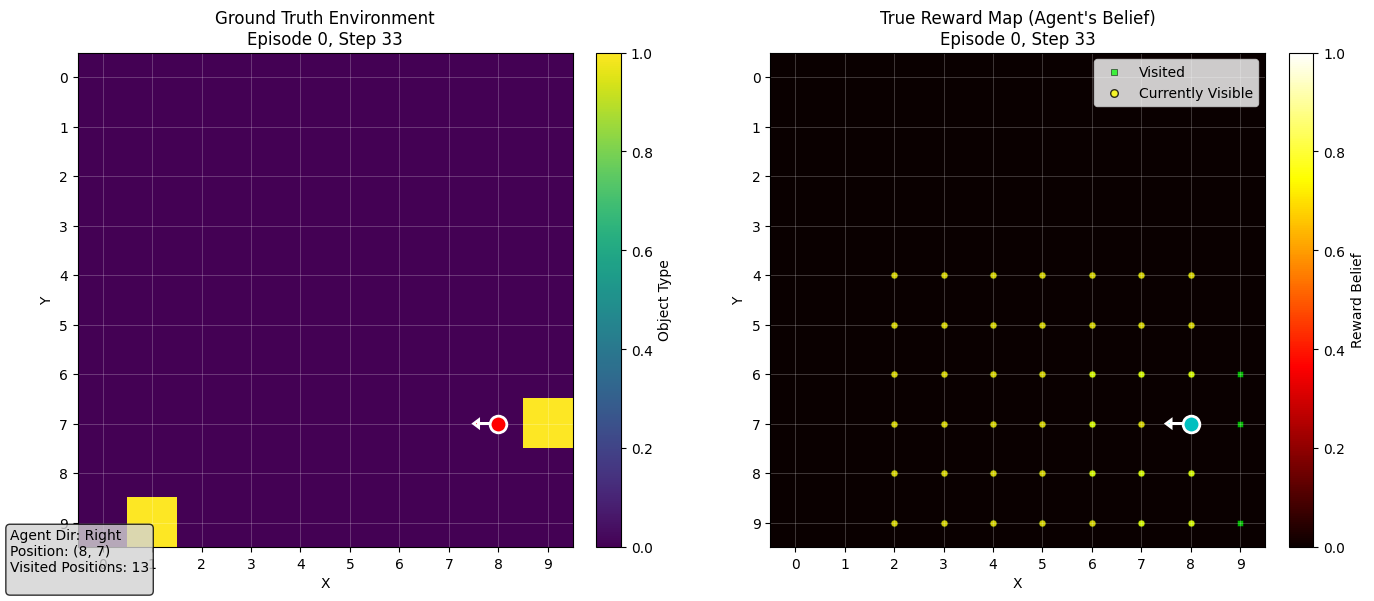 Ground Truth Environment
Episode 0, Step 33
0
1
2
3
4
5
6
7
8
9
Y
0 1 2 3 4 5 6 7 8 9
X
1.0
0.8
0.6
0.4
0.2
0.0
Object Type
Agent Dir: Right
Position: (8, 7)
Visited Positions: 13
True Reward Map (Agent's Belief)
Episode 0, Step 33
Visited
Currently Visible
0
1
2
3
4
5
6
7
8
9
Y
0 1 2 3 4 5 6 7 8 9
X
1.0
0.8
0.6
0.4
0.2
0.0
Reward Belief